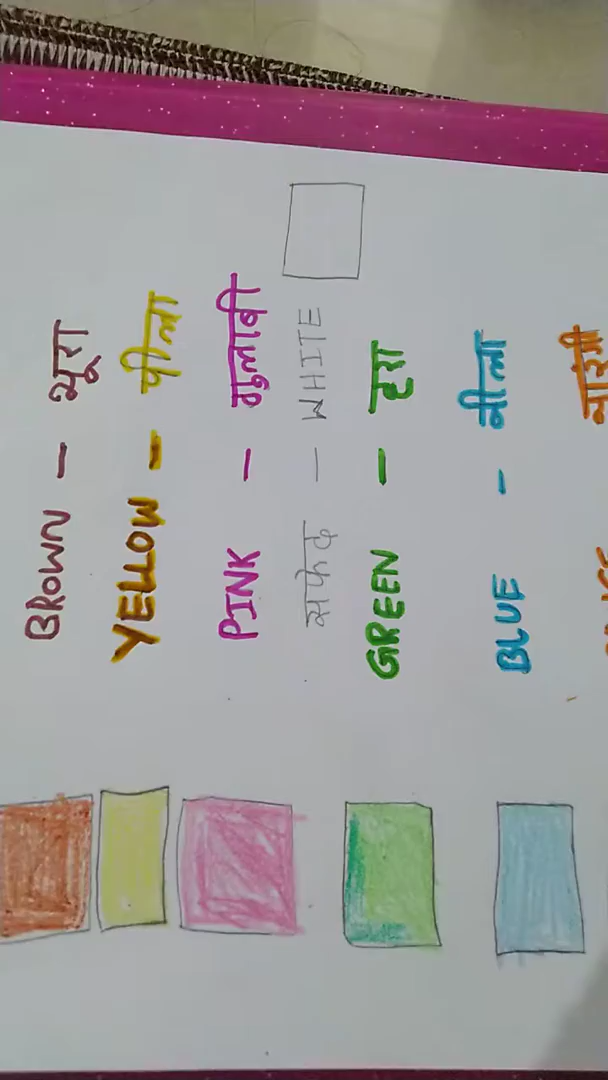 BROWN — भूरा
YELLOW — पीला
PINK — गुलाबी
सफेद — WHITE
GREEN — हरा
BLUE - नीला
नारंगी